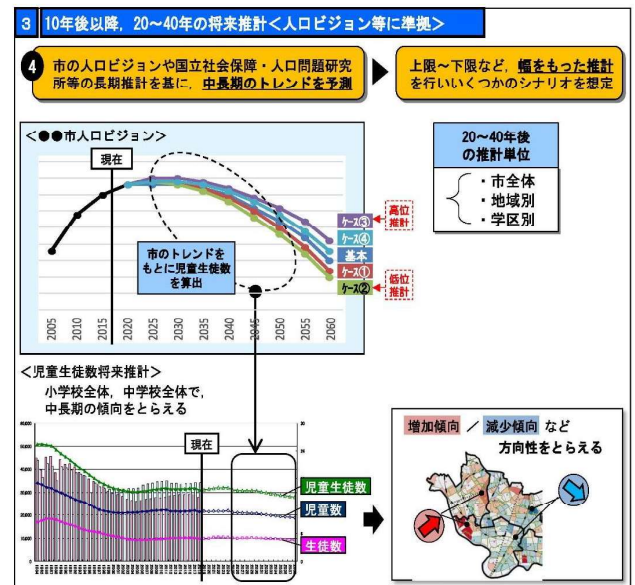 3 10年後以降，20～40年の将来推計＜人口ビジョン等に準拠＞
4
市の人口ビジョンや国立社会保障・人口問題研究
所等の長期推計を基に，中長期のトレンドを予測
上限～下限など，幅をもった推計
を行いいくつかのシナリオを想定
＜●●市人口ビジョン＞
現在
市のトレンドを
もとに児童生徒数
を算出
ケース③
ケース④
基本
ケース①
ケース②
高位
推計
低位
推計
2005 2010 2015 2020 2025 2030 2035 2040 2045 2050 2055 2060
20～40年後
の推計単位
・市全体
・地域別
・学区別
＜児童生徒数将来推計＞
小学校全体，中学校全体で，
中長期の傾向をとらえる
現在
60,000
50,000
40,000
30,000
20,000
10,000
児童生徒数
児童数
生徒数
増加傾向 ／ 減少傾向 など
方向性をとらえる